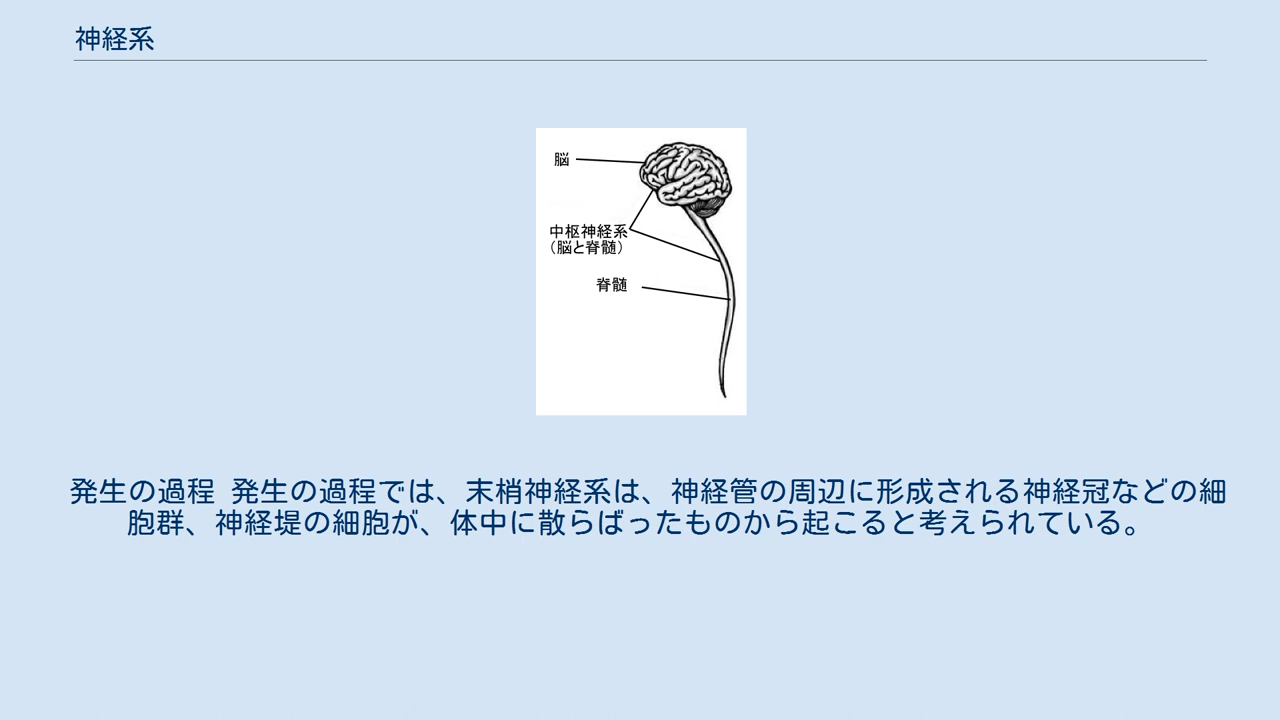 神経系
脳
中枢神経系
（脳と脊髄）
脊髄
発生の過程 発生の過程では、末梢神経系は、神経管の周辺に形成される神経冠などの細
胞群、神経堤の細胞が、体中に散らばったものから起こると考えられている。